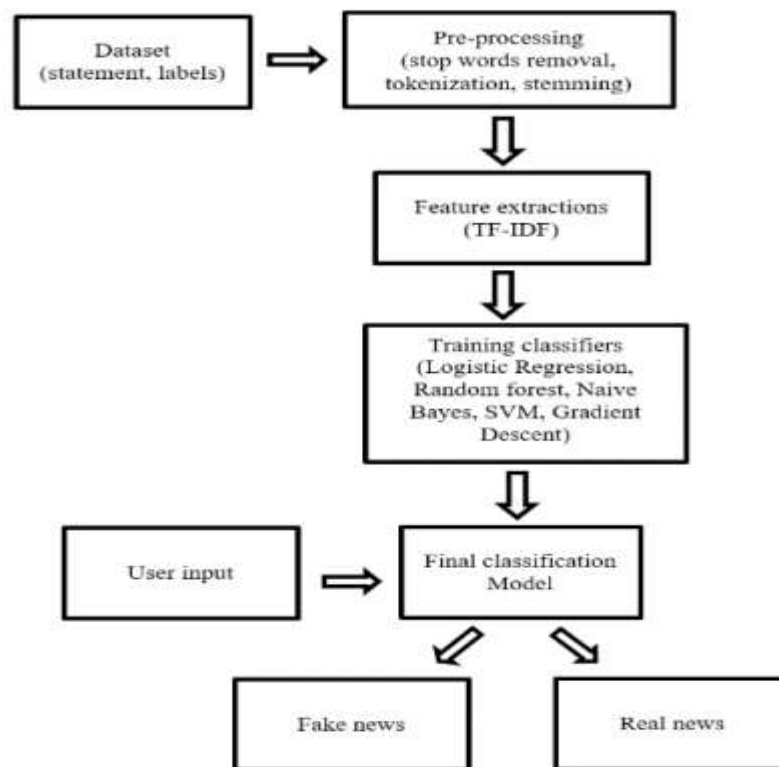 Dataset
(statement, labels)
Pre-processing
(stop words removal,
tokenization, stemming)
Feature extractions
(TF-IDF)
Training classifiers
(Logistic Regression,
Random forest, Naive
Bayes, SVM, Gradient
Descent)
User input
Final classification
Model
Fake news
Real news